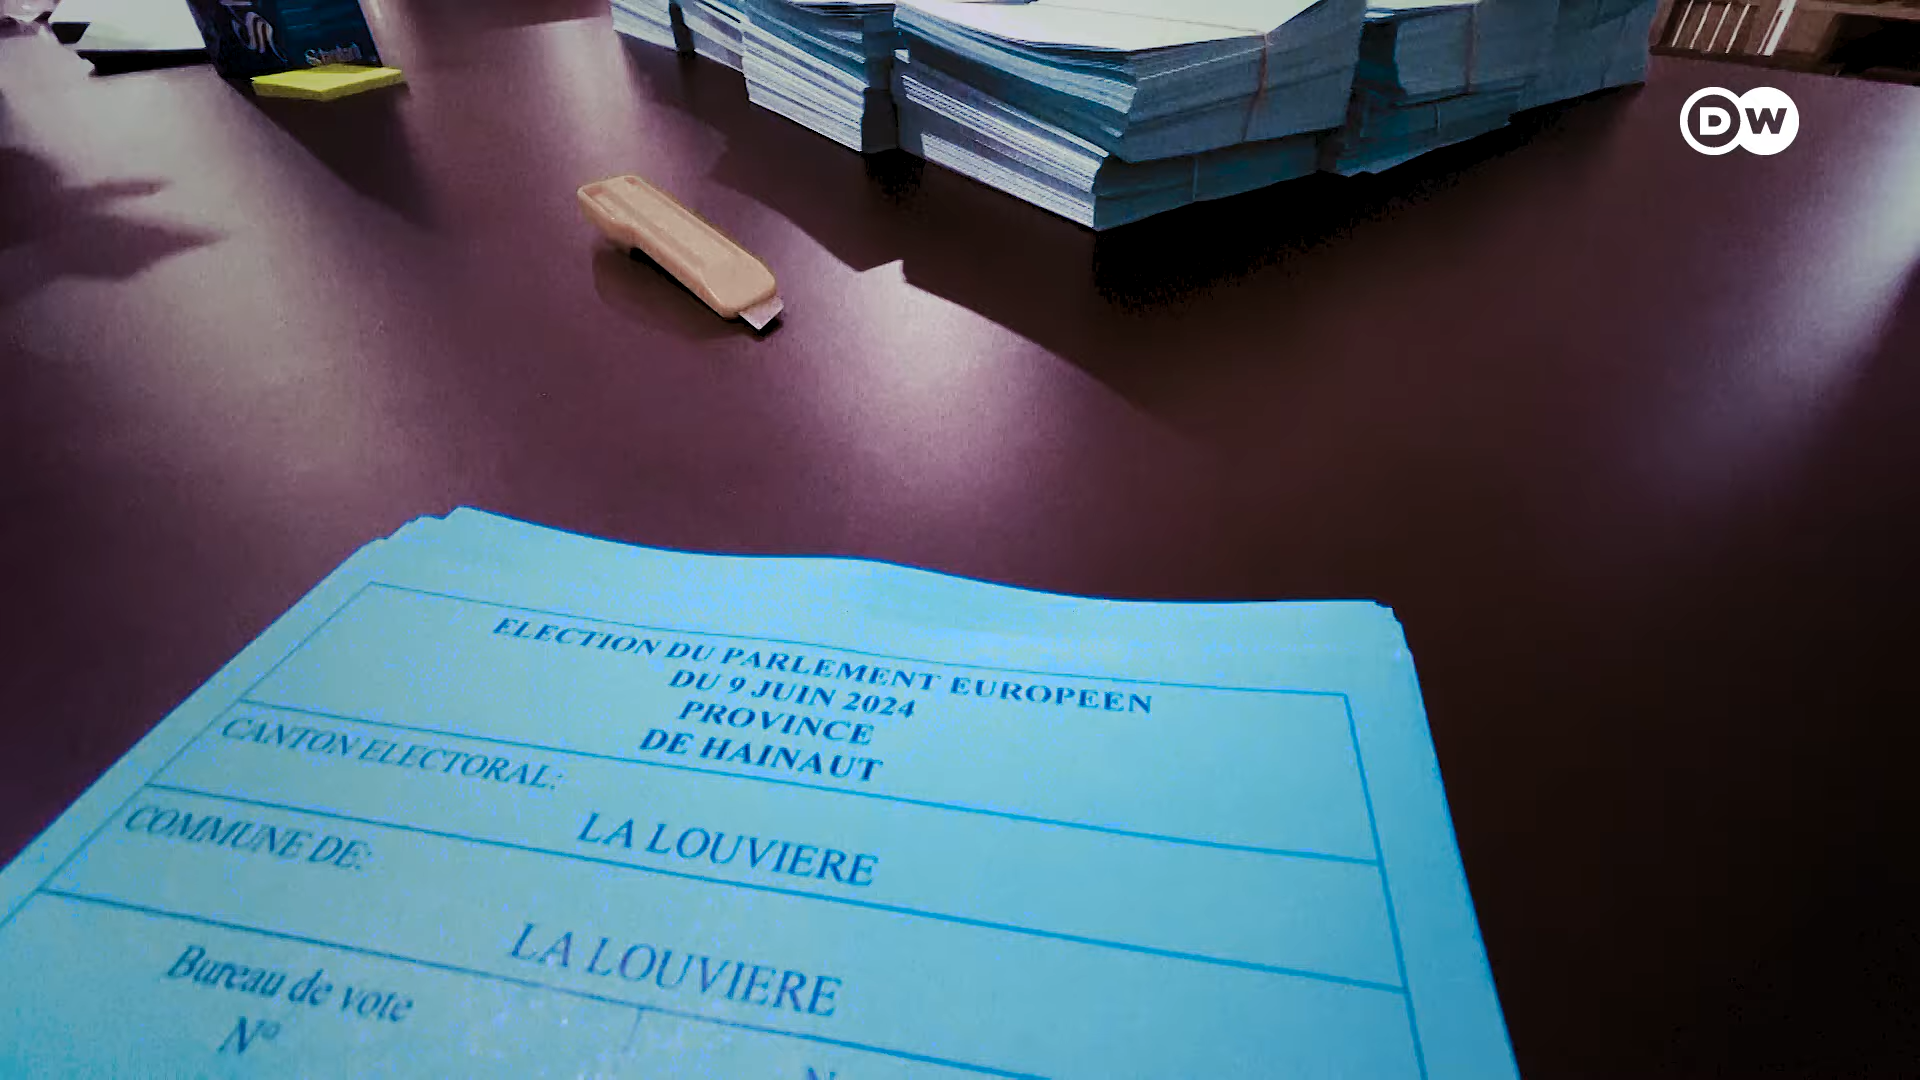 DW
ELECTION DU PARLEMENT EUROPEEN
DU 9 JUIN 2024
PROVINCE
DE HAINAUT
CANTON ELECTORAL:
LA LOUVIERE
COMMUNE DE:
LA LOUVIERE
Bureau de vote
N°